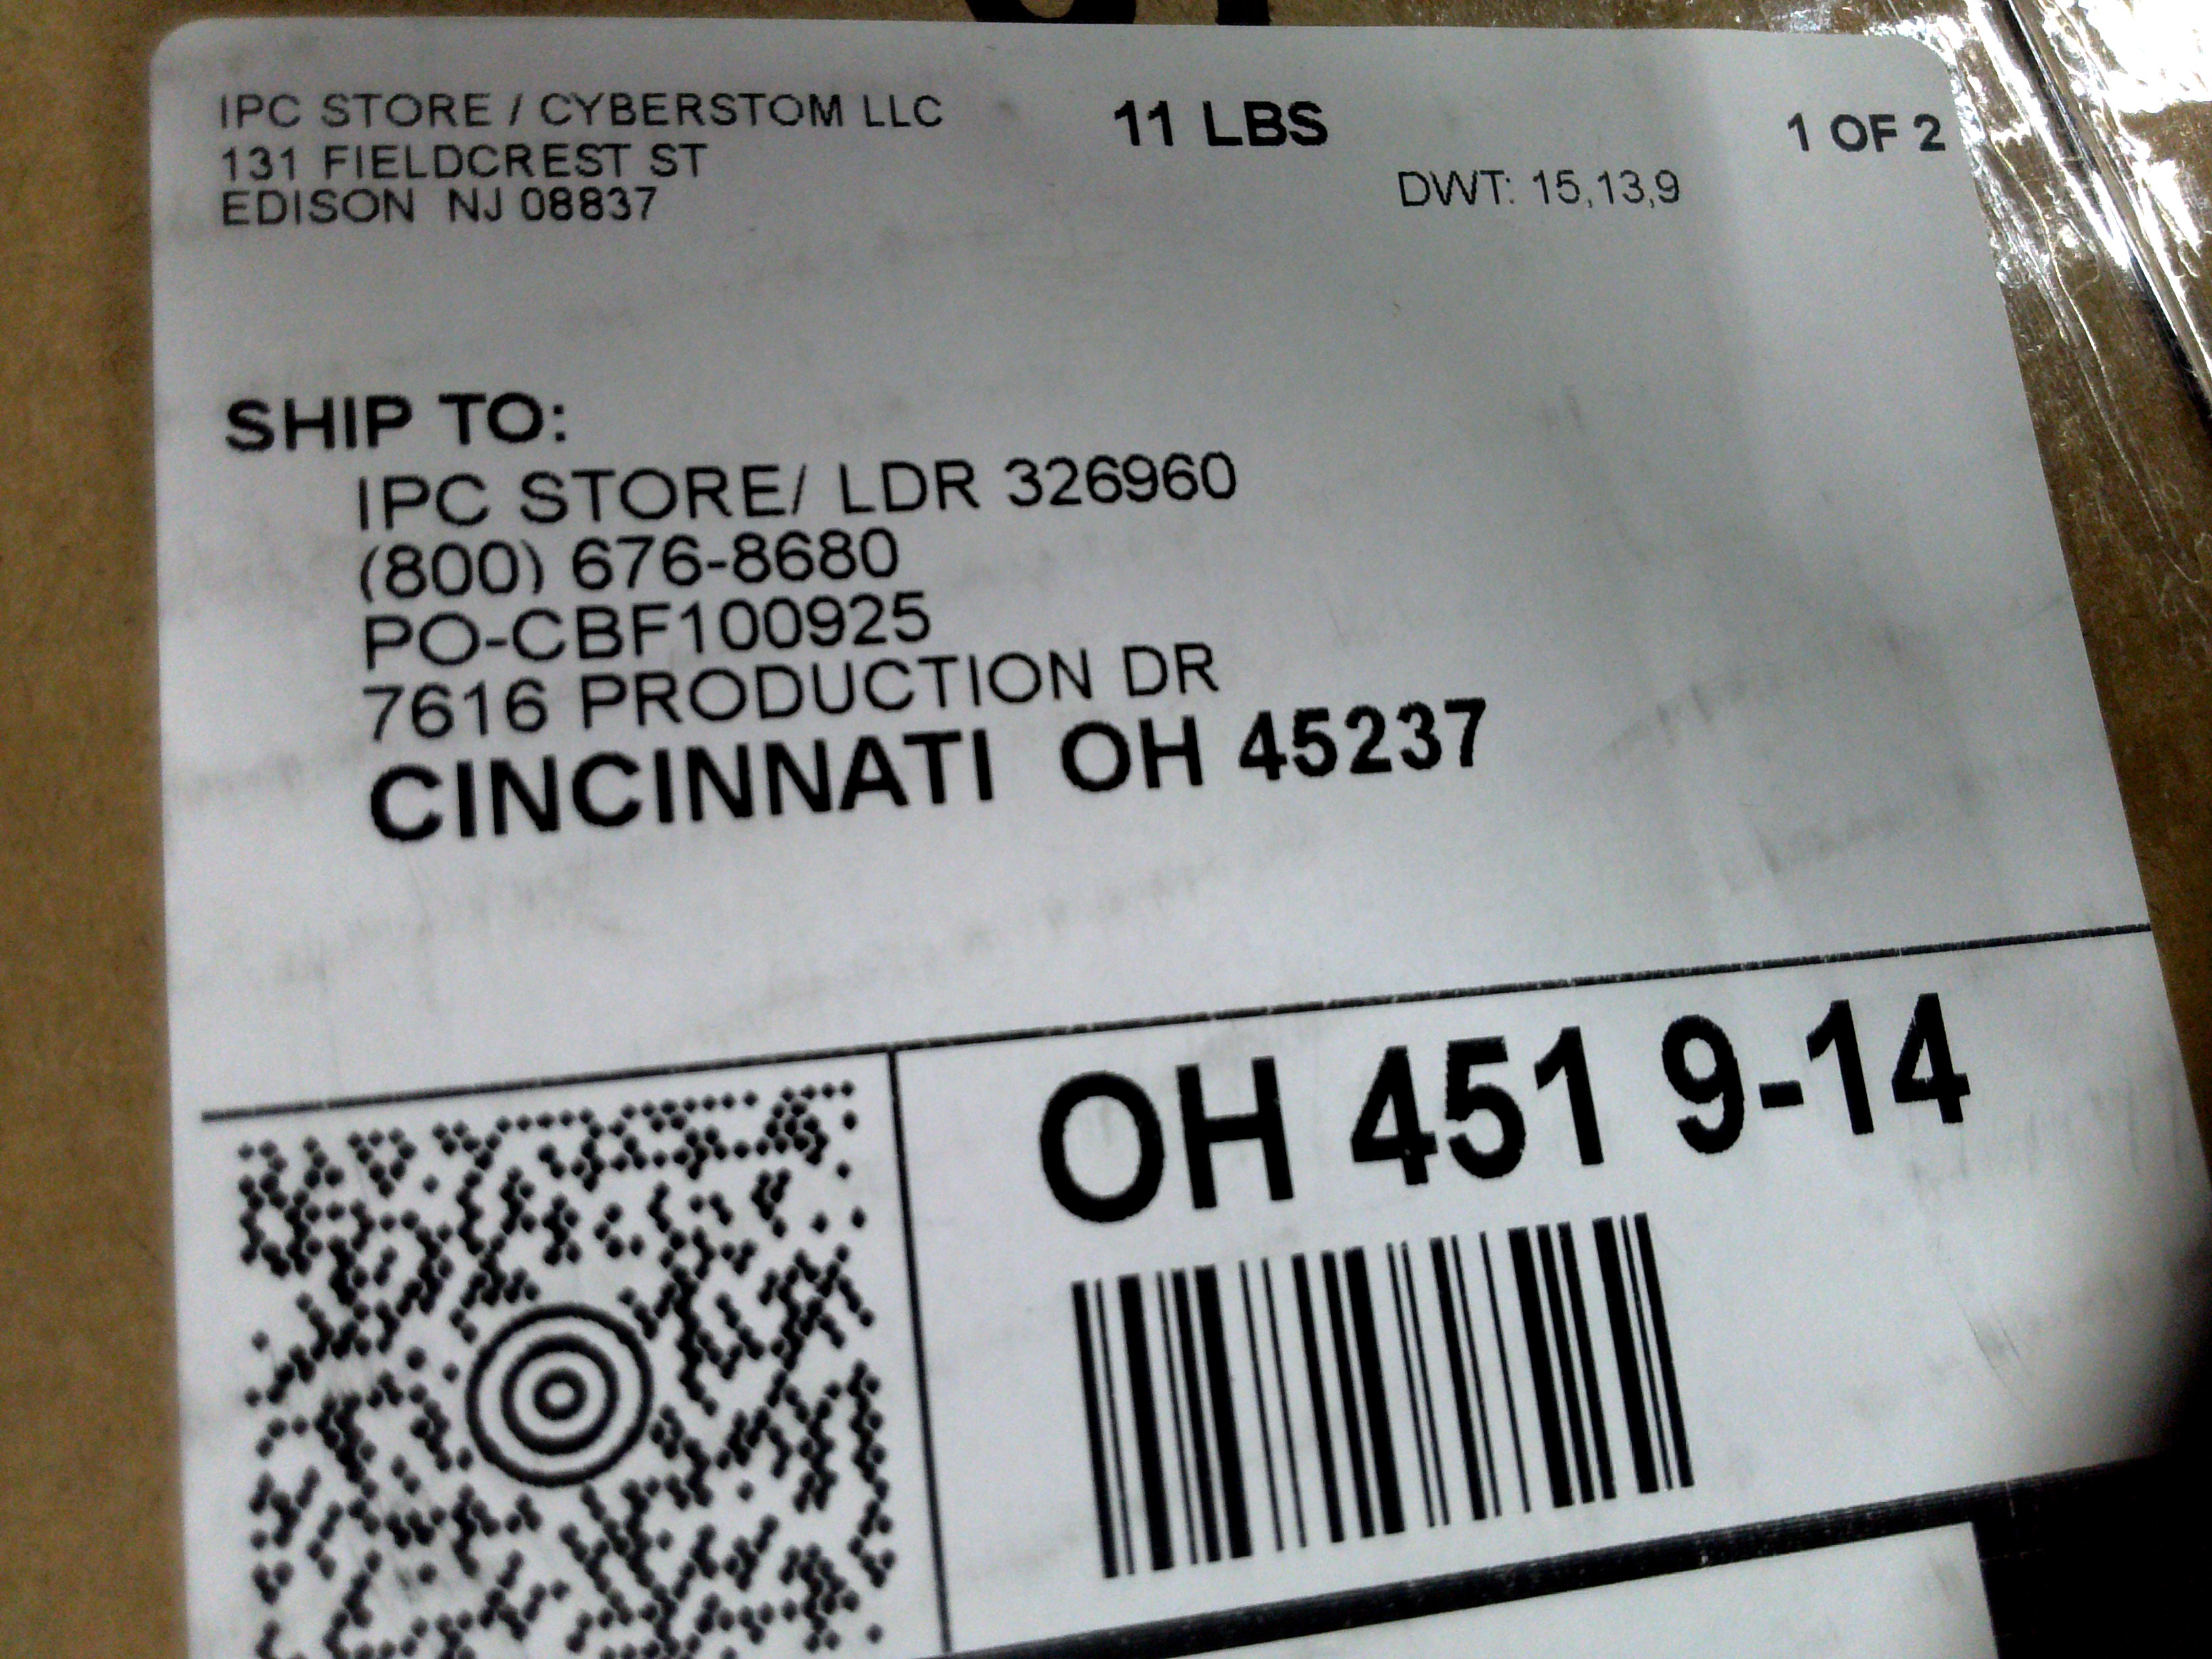 IPC STORE / CYBERSTOM LLC
131 FIELDCREST ST
EDISON NJ 08837
11 LBS
1 OF 2
DWT: 15,13,9
SHIP TO:
IPC STORE/ LDR 326960
(800) 676-8680
PO-CBF100925
7616 PRODUCTION DR
CINCINNATI OH 45237
OH 451 9-14